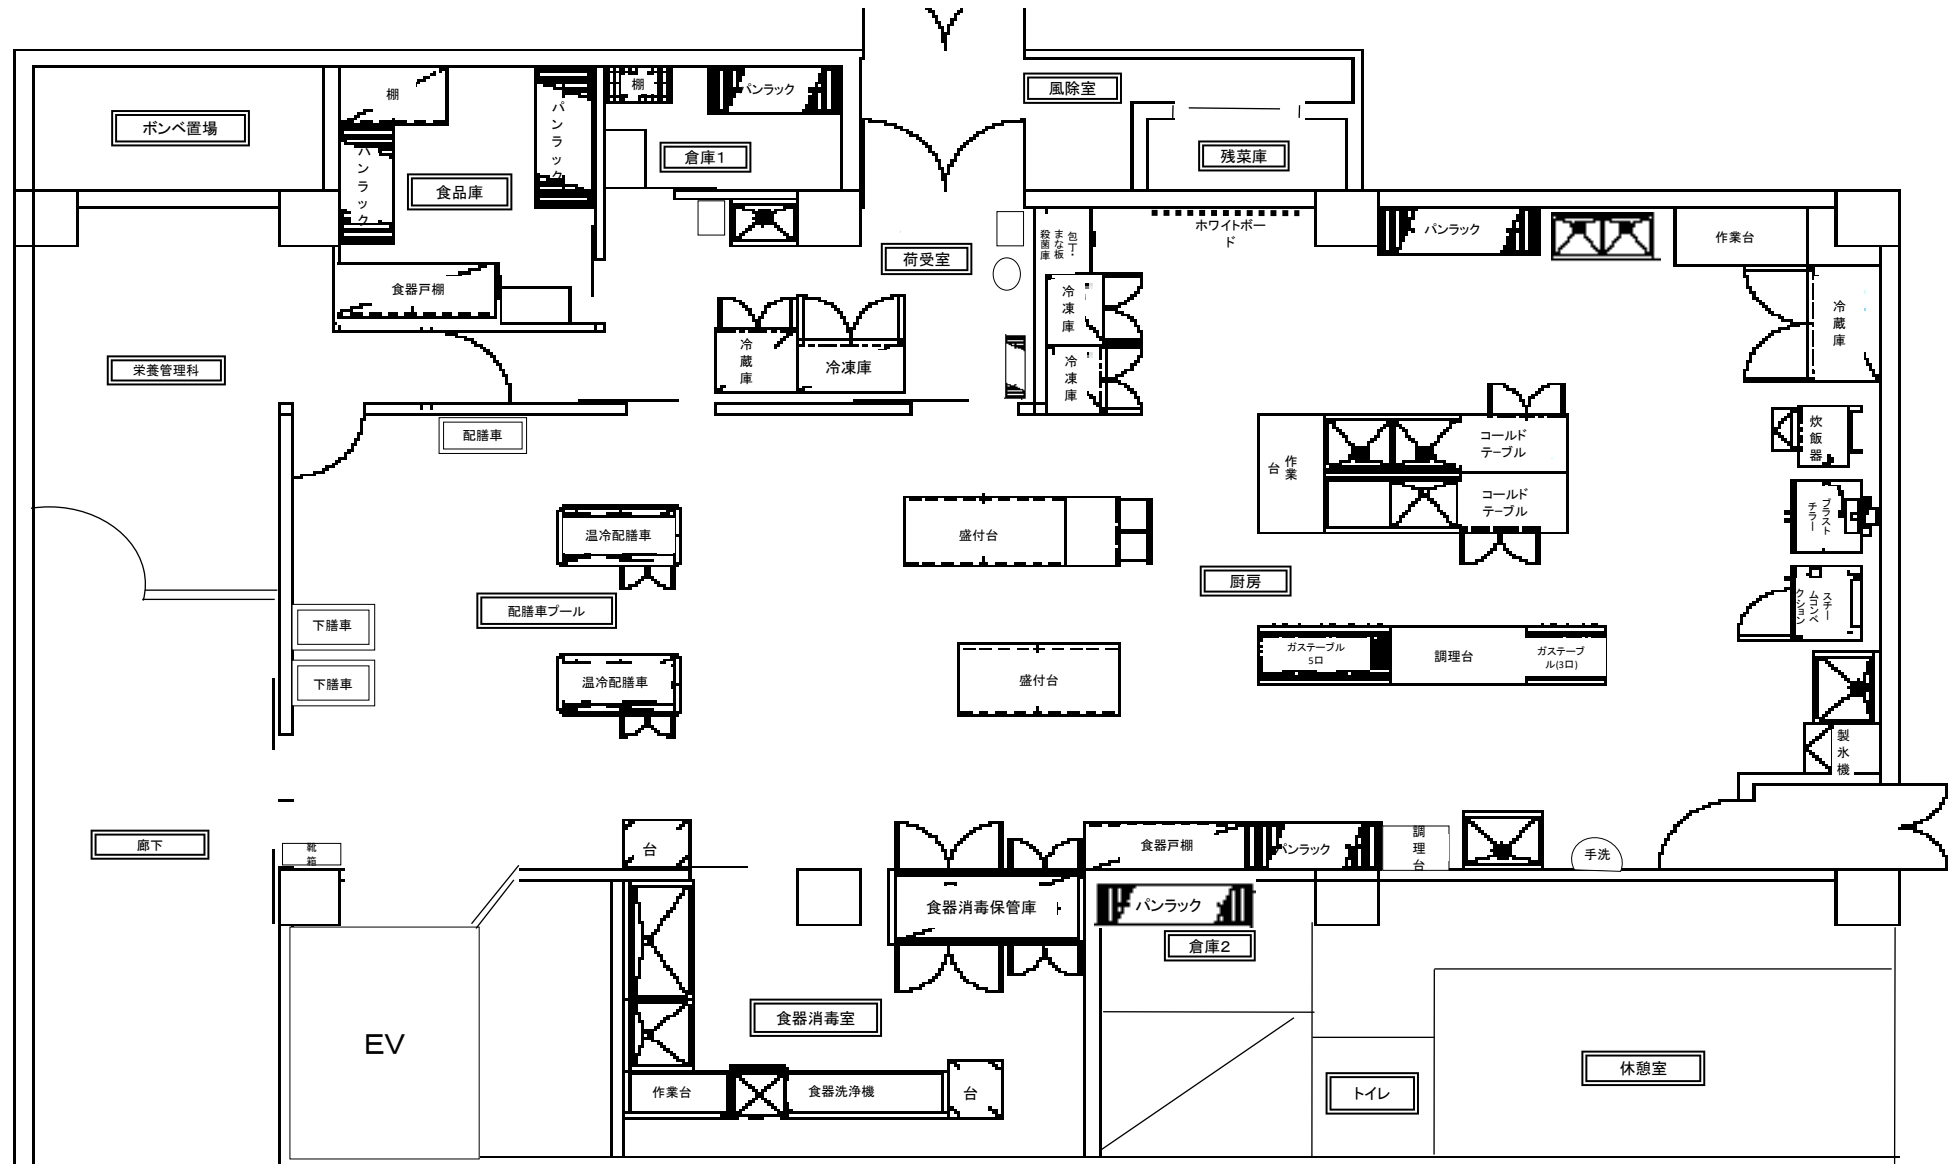 棚
パンラック
棚
パンラック
風除室
ボンベ置場
倉庫1
残菜庫
パンラック
食品庫
包丁・
まな板
殺菌庫
ホワイトボー
ド
パンラック
作業台
荷受室
食器戸棚
冷凍庫
冷蔵庫
冷蔵庫
冷凍庫
冷凍庫
栄養管理科
配膳車
作業
台
コールド
テーブル
炊飯器
コールド
テーブル
ブラスト
チラー
温冷配膳車
盛付台
厨房
配膳車プール
スチー
ムコンベ
クション
下膳車
下膳車
温冷配膳車
盛付台
ガステーブル
5口
調理台
ガステーブ
ル(3口)
製氷機
廊下
靴箱
台
食器戸棚
パンラック
調理台
手洗
食器消毒保管庫
パンラック
倉庫2
食器消毒室
EV
休憩室
作業台
食器洗浄機
台
トイレ